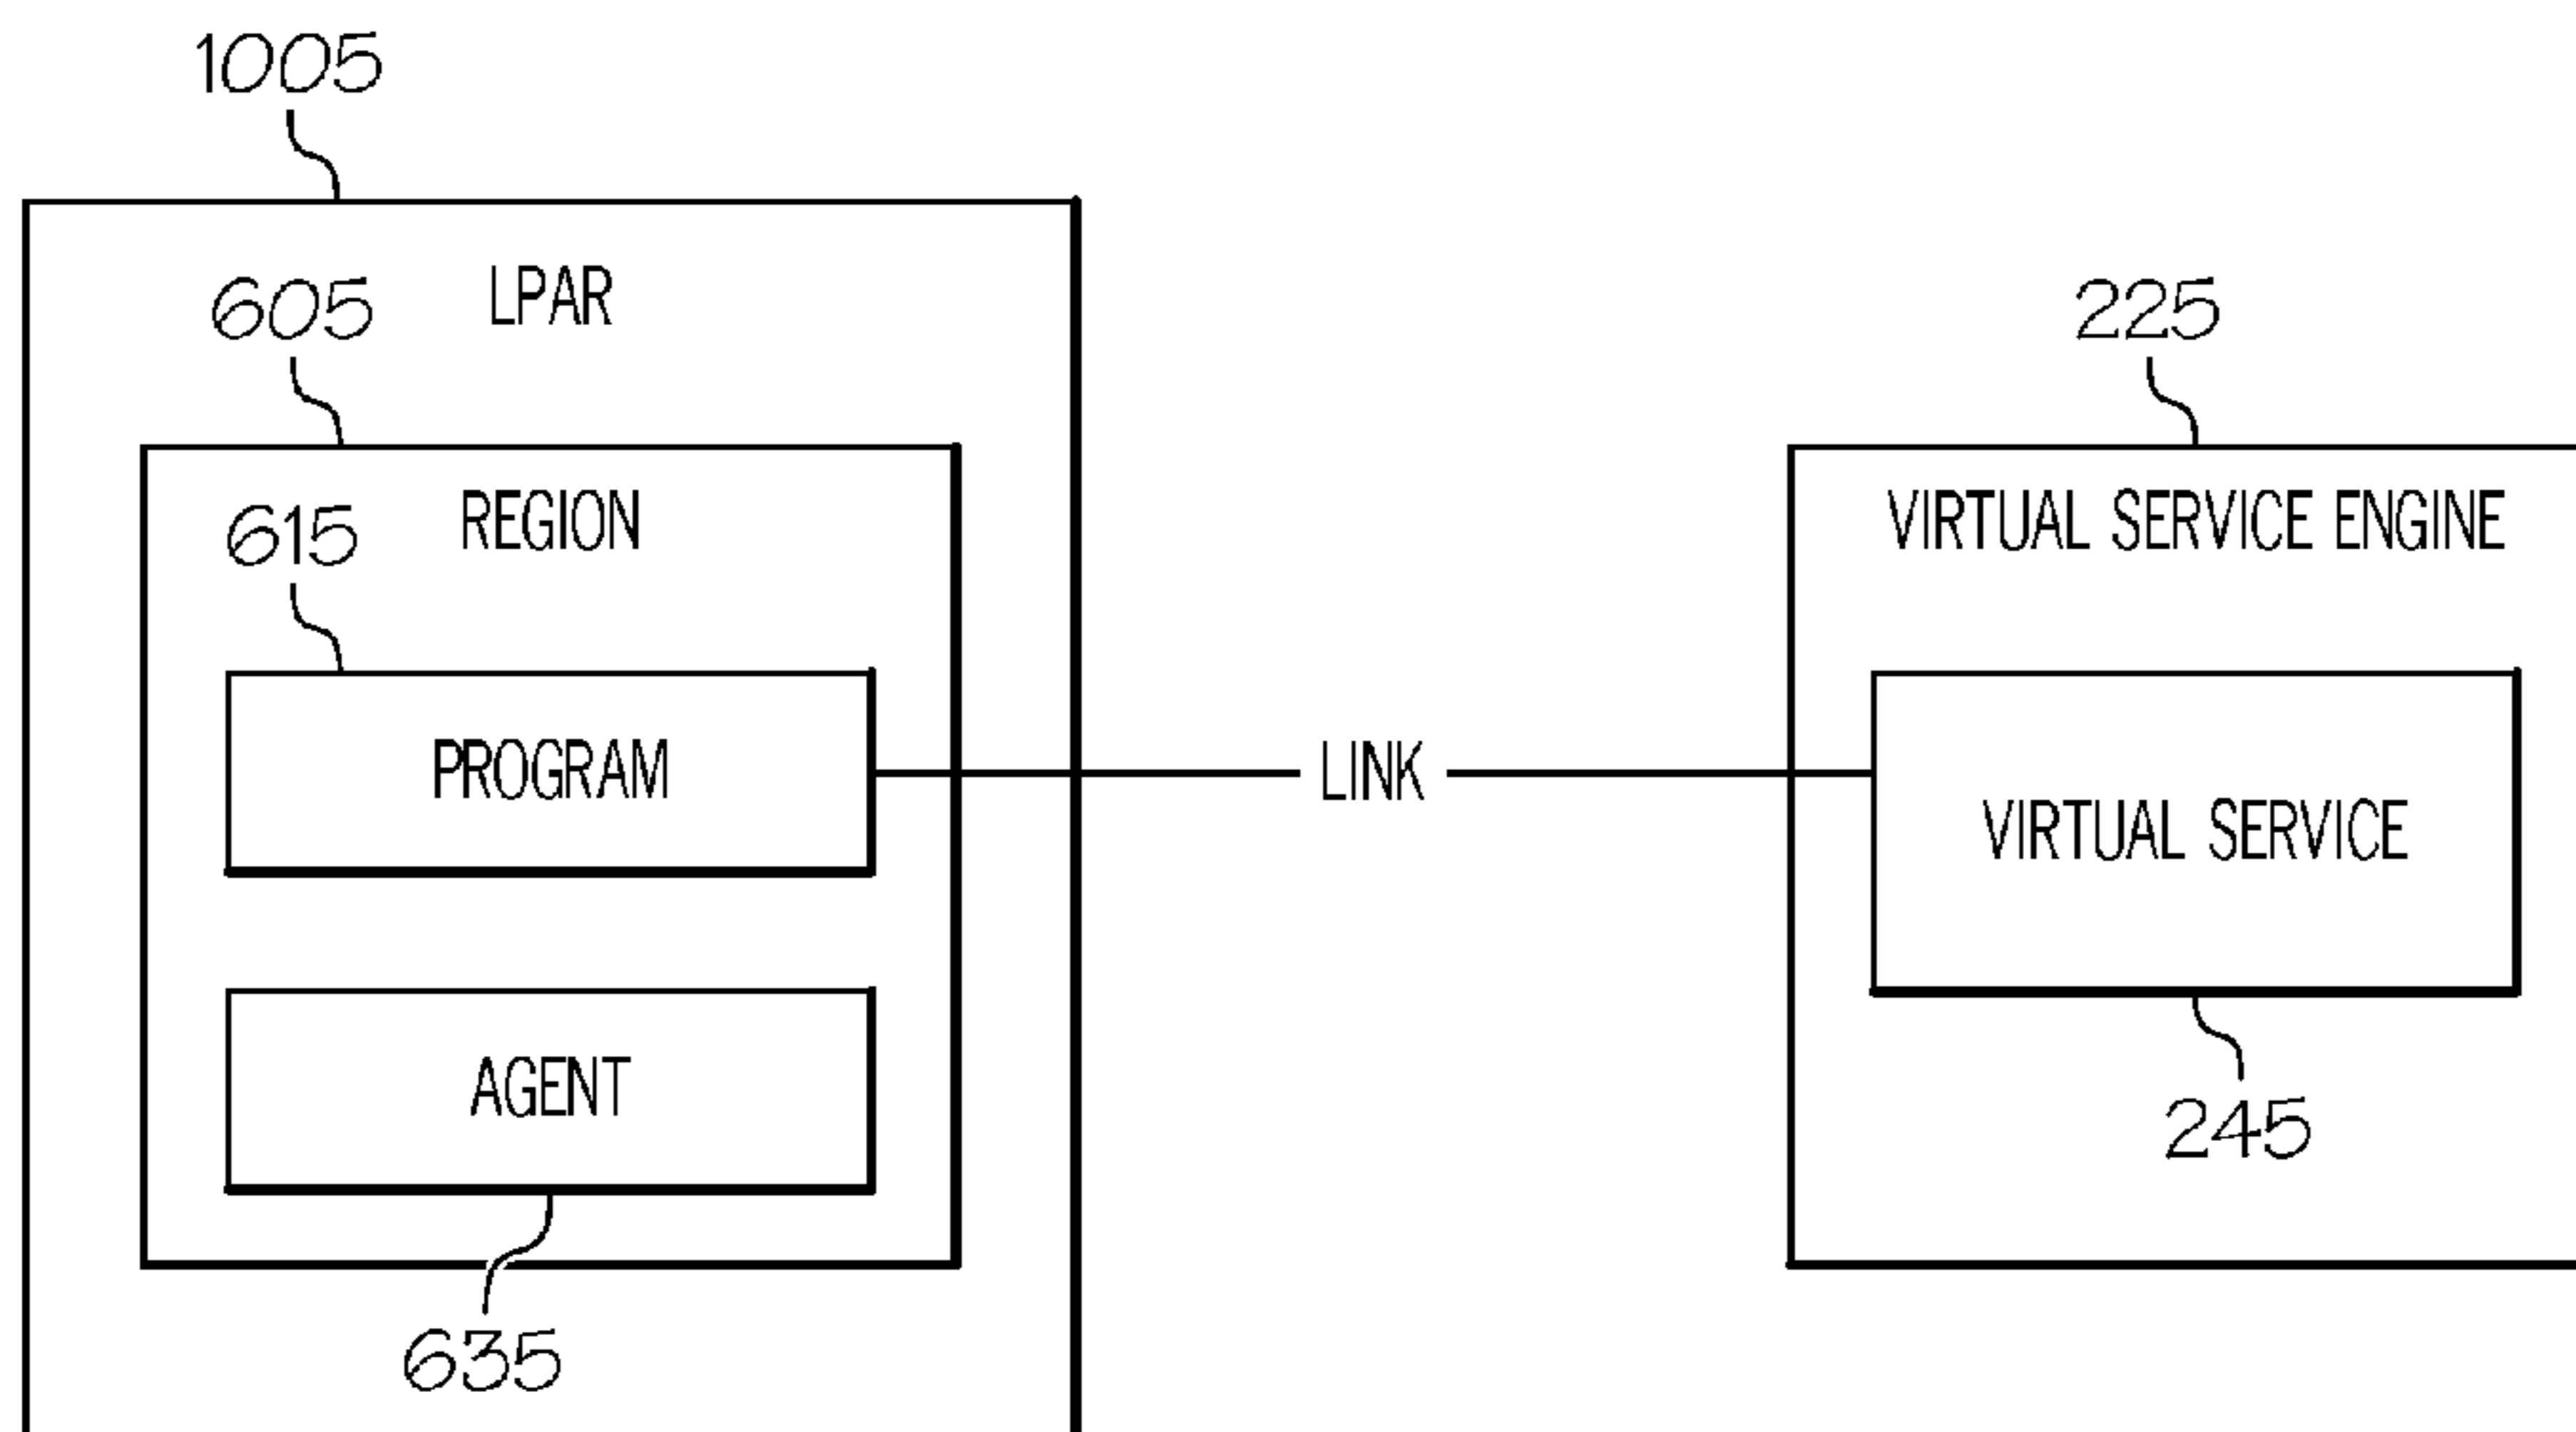 1005
LPAR
605
REGION
615
PROGRAM
AGENT
635
LINK
225
VIRTUAL SERVICE ENGINE
VIRTUAL SERVICE
245